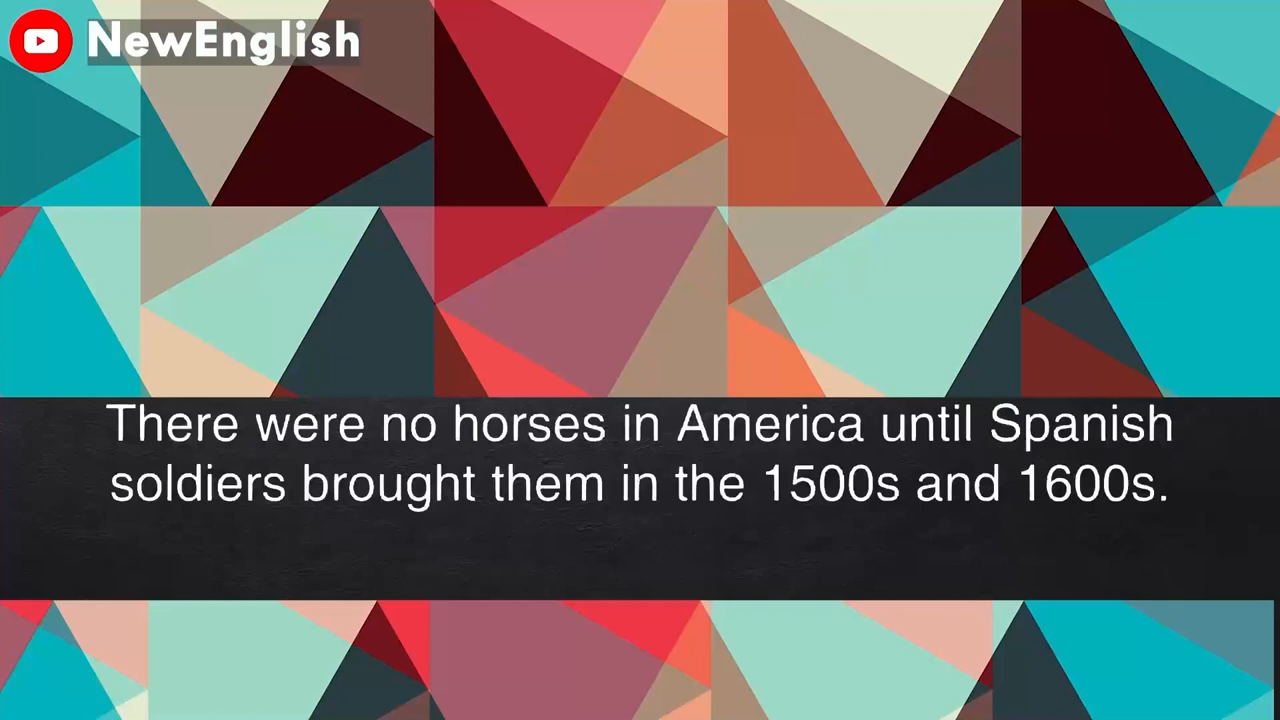 NewEnglish
There were no horses in America until Spanish
soldiers brought them in the 1500s and 1600s.